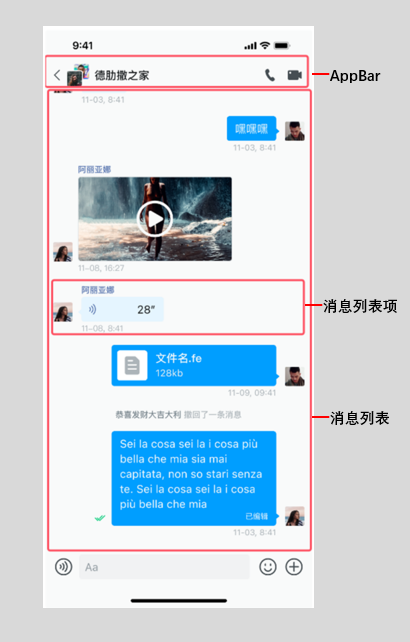 9:41
德肋撒之家
AppBar
11-03, 8:41
嘿嘿嘿
11-03, 8:41
阿丽亚娜
11-08, 16:27
阿丽亚娜
28"
11-08, 8:41
消息列表项
文件名.fe
128kb
11-09, 09:41
恭喜发财大吉大利 撤回了一条消息
消息列表
Sei la cosa sei la i cosa più
bella che mia sia mai
capitata, non so stari senza
te. Sei la cosa sei la i cosa
più bella che mia
已编辑
11-03, 8:41
Aa